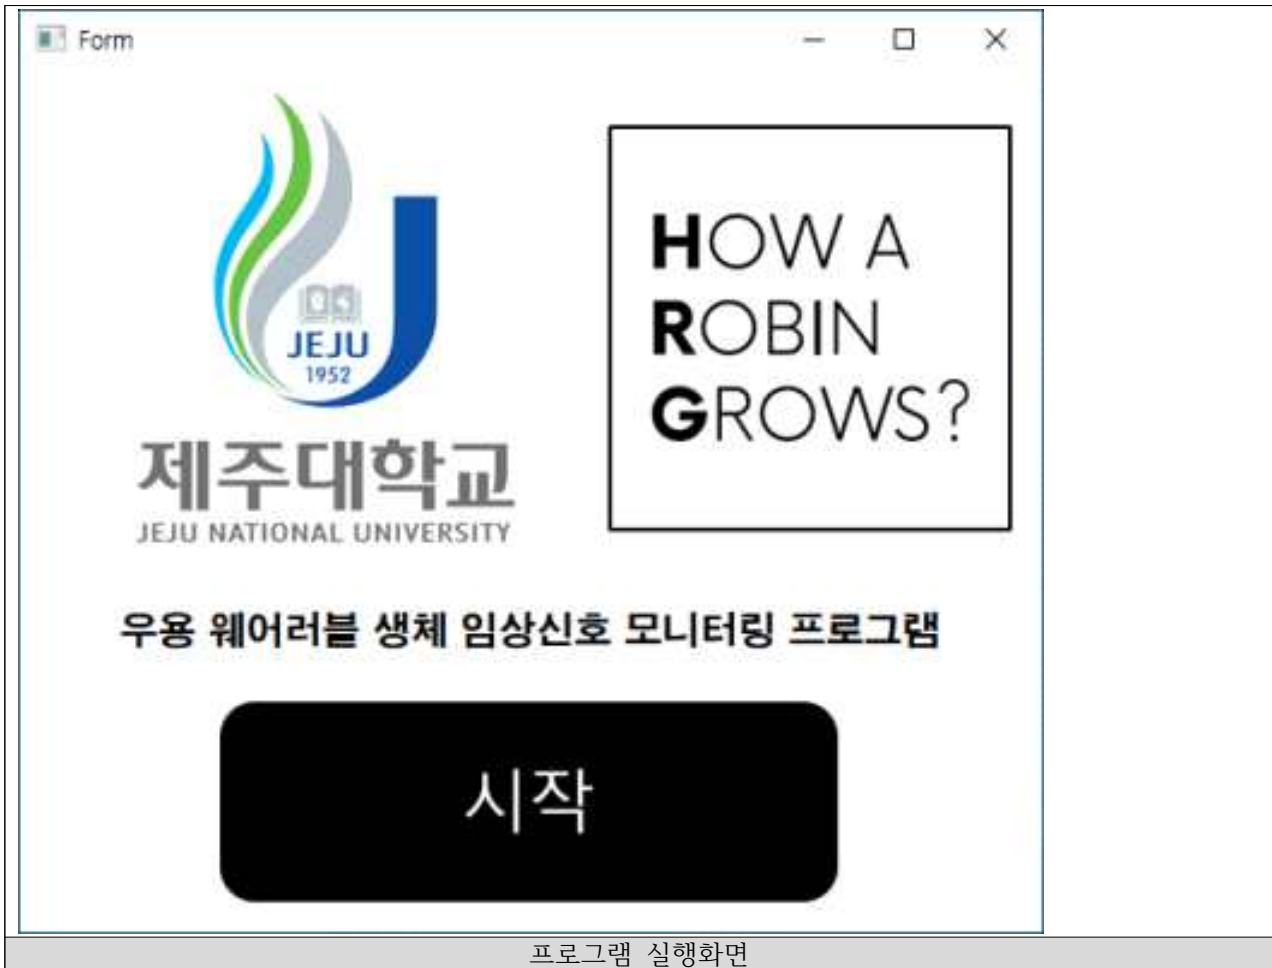 Form
JEJU
1952
제주대학교
JEJU NATIONAL UNIVERSITY
HOW A
ROBIN
GROWS?
우용 웨어러블 생체 임상신호 모니터링 프로그램
시작
프로그램 실행화면